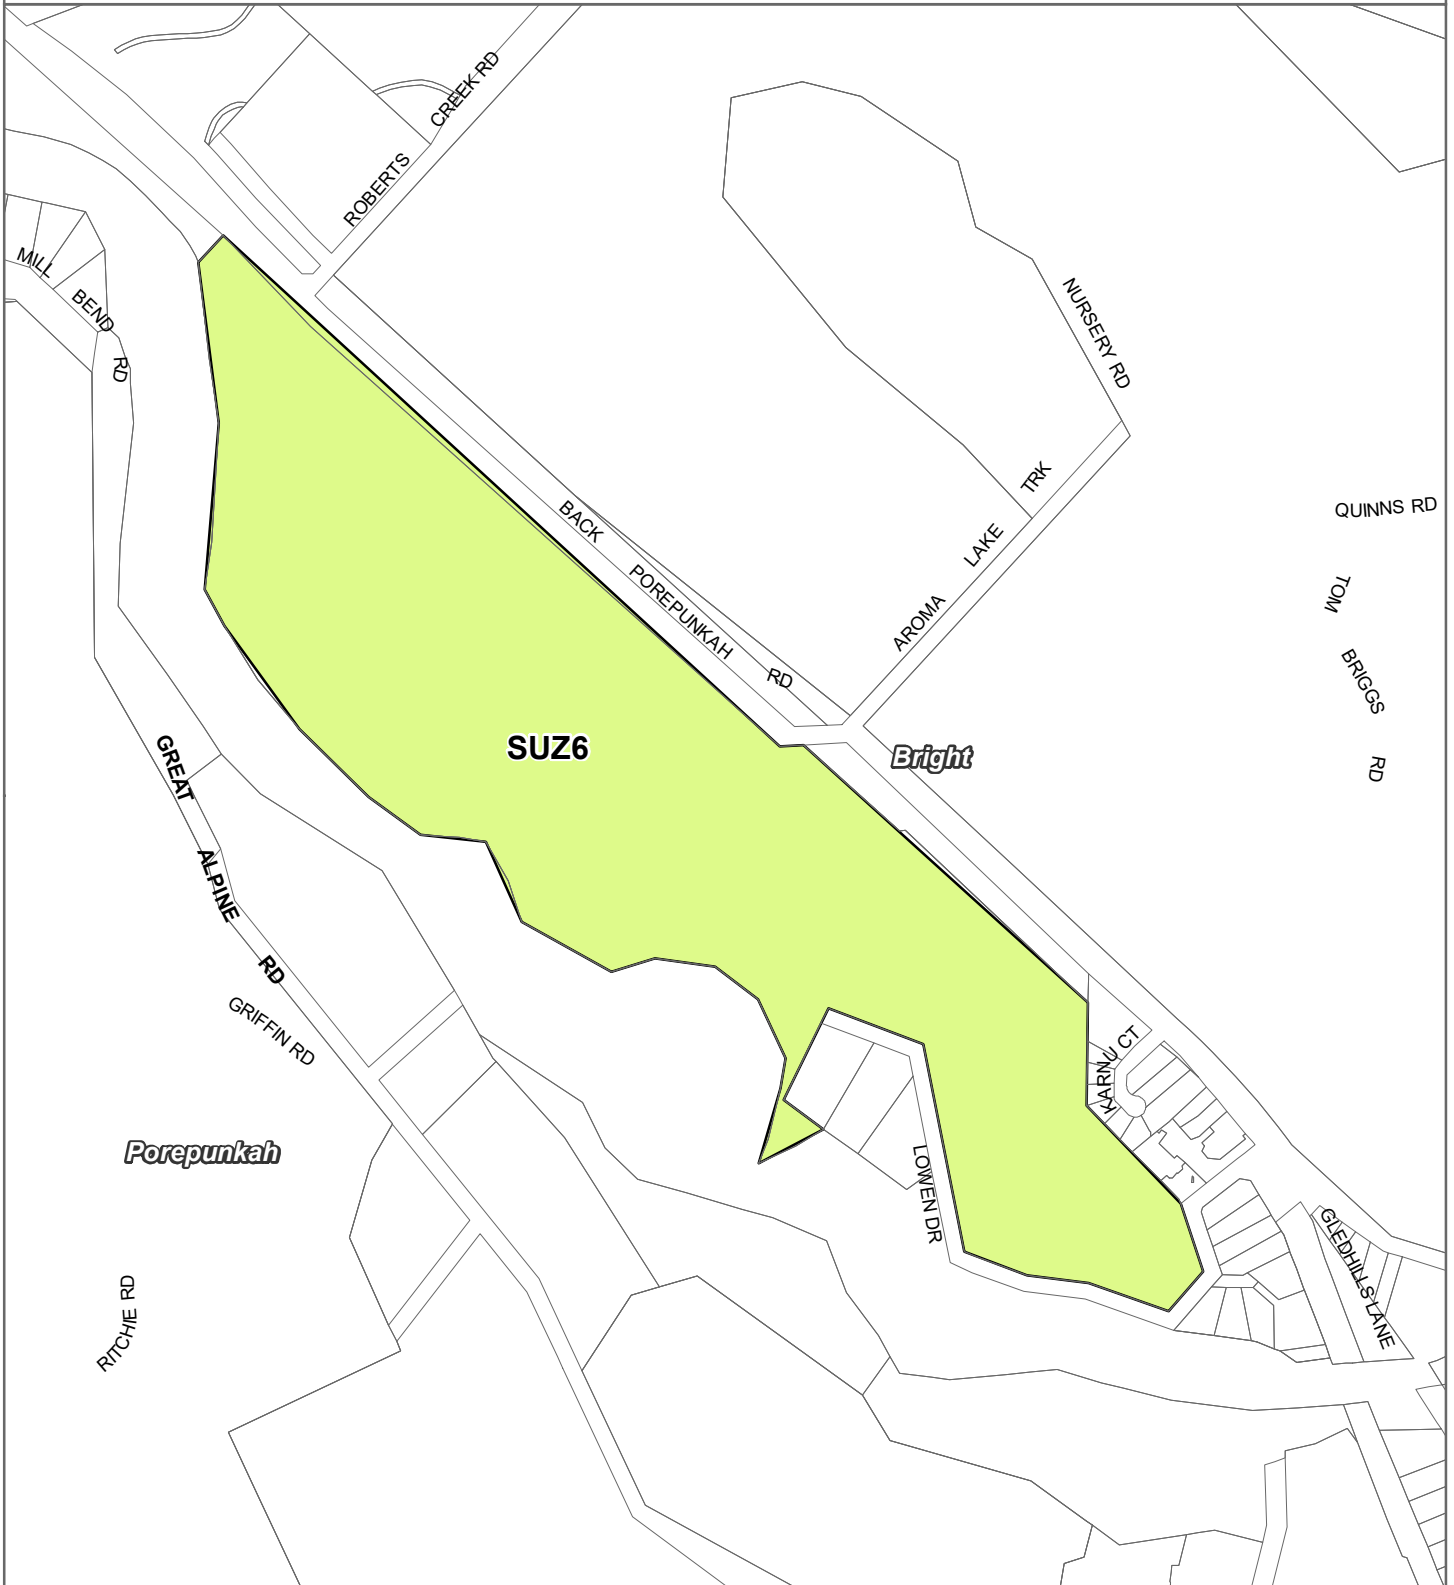 ROBERTS CREEK RD
MILL BEND RD
NURSERY RD
AROMA LAKE TRK
QUINNS RD
BACK POREPUNKAH RD
TOM BRIGGS RD
SUZ6
Bright
GREAT ALPINE RD
GRIFFIN RD
KARNU CT
Porepunkah
LOWEN DR
GLEDHILLS LANE
RITCHIE RD